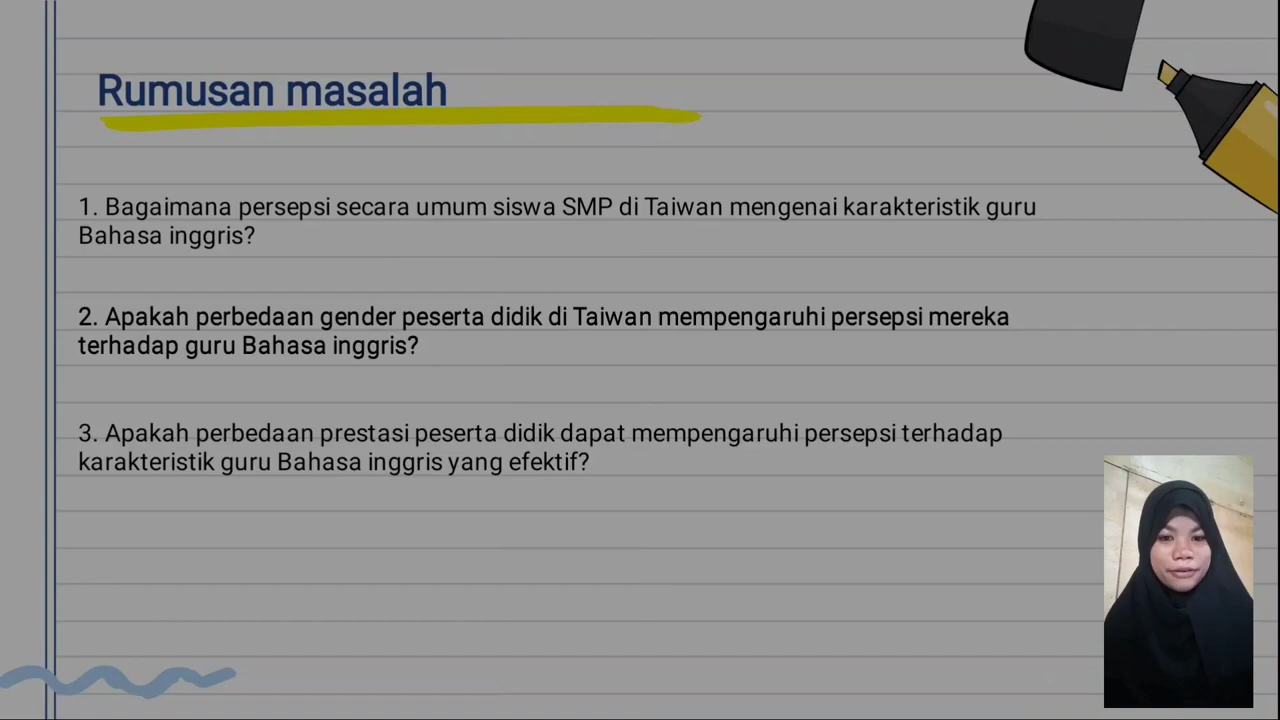 Rumusan masalah
1. Bagaimana persepsi secara umum siswa SMP di Taiwan mengenai karakteristik guru
Bahasa inggris?
2. Apakah perbedaan gender peserta didik di Taiwan mempengaruhi persepsi mereka
terhadap guru Bahasa inggris?
3. Apakah perbedaan prestasi peserta didik dapat mempengaruhi persepsi terhadap
karakteristik guru Bahasa inggris yang efektif?